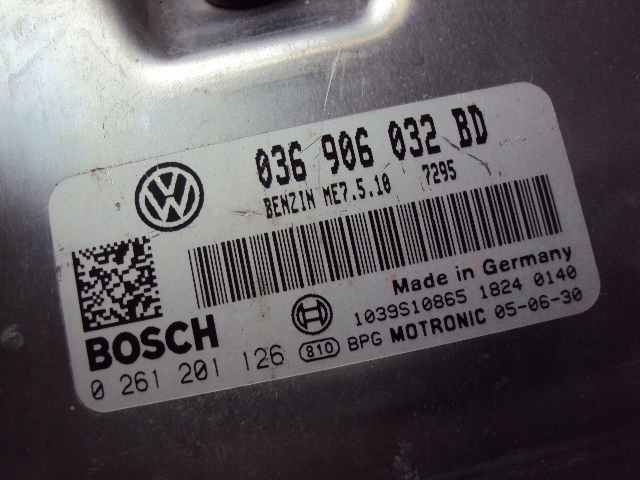 036 906 032 BD
BENZIN ME7.5.10 7295
Made in Germany
1039S10865 1824 0140
BOSCH
0 261 201 126 810 BPG MOTRONIC 05-06-30